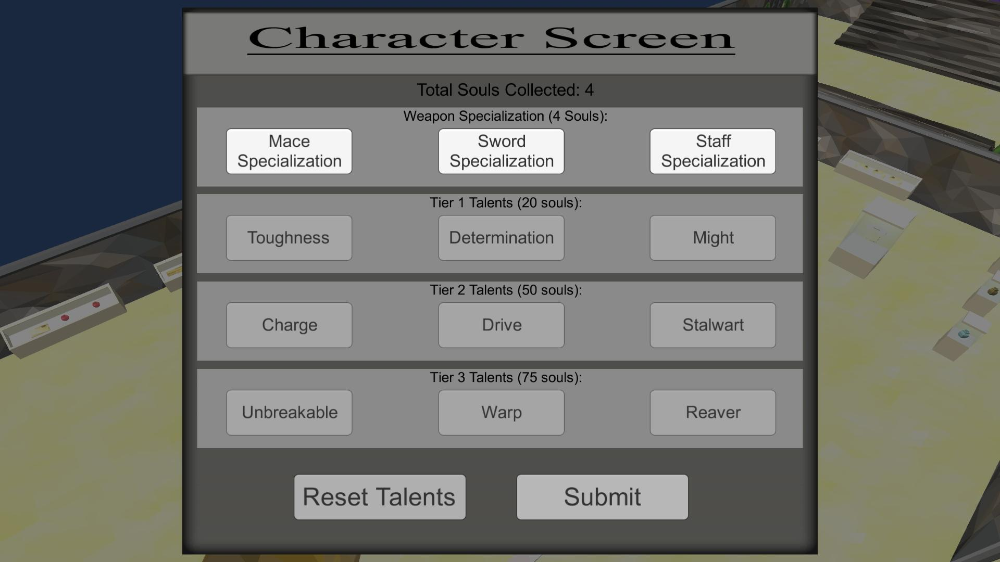 Character Screen
Total Souls Collected: 4
Weapon Specialization (4 Souls):
Mace
Specialization
Sword
Specialization
Staff
Specialization
Tier 1 Talents (20 souls):
Toughness
Determination
Might
Tier 2 Talents (50 souls):
Charge
Drive
Stalwart
Tier 3 Talents (75 souls):
Unbreakable
Warp
Reaver
Reset Talents
Submit